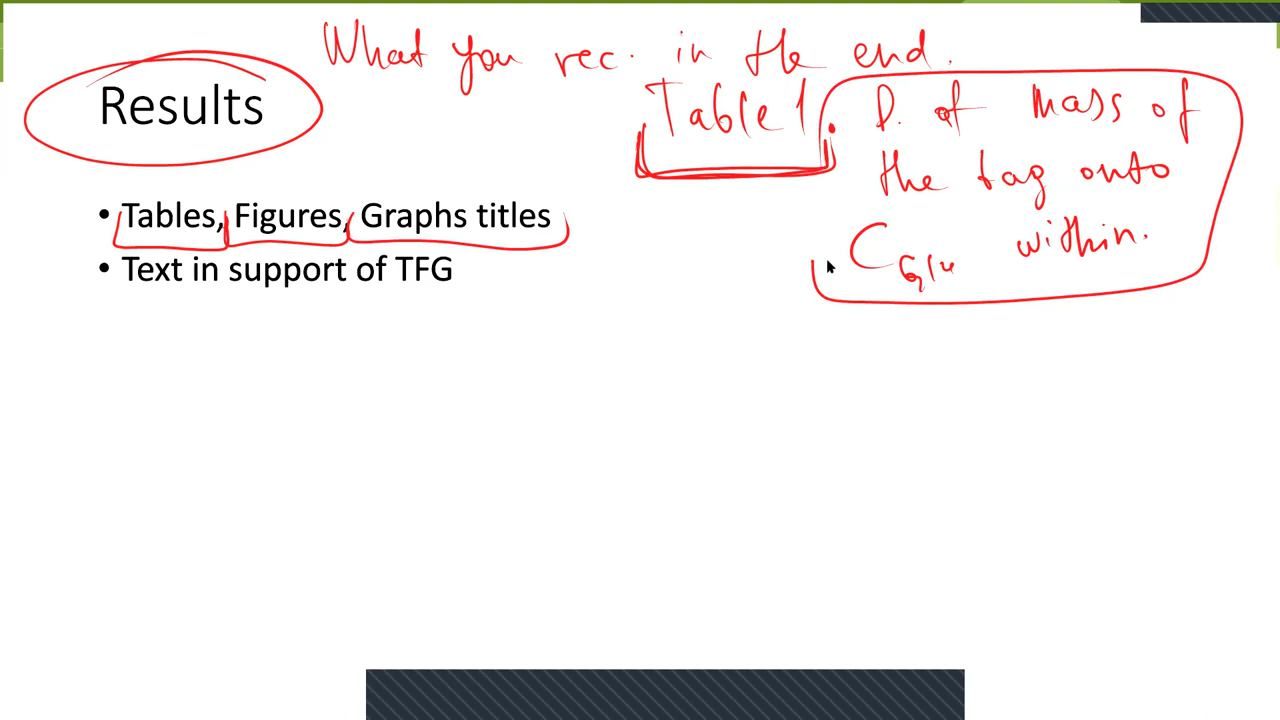 What you rec. in the end.
Results
Table 1. D. of mass of
the tag onto
C Glu within.
• Tables, Figures, Graphs titles
• Text in support of TFG